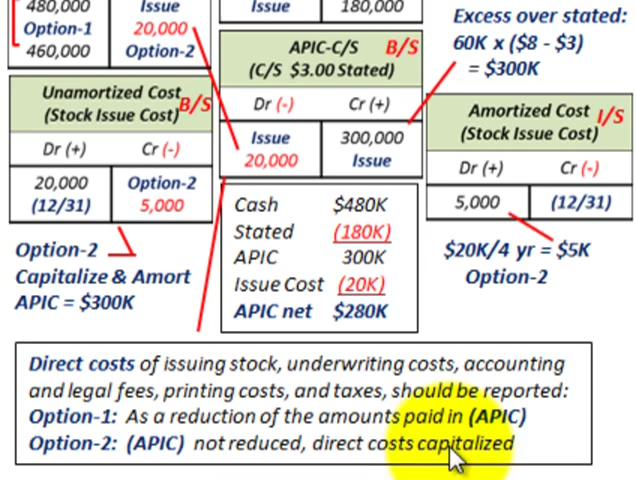 480,000
Issue
Option-1
20,000
460,000
Option-2
Issue
180,000
Excess over stated:
60K x ($8 - $3)
= $300K
APIC-C/S B/S
(C/S $3.00 Stated)
Dr (-)
Cr (+)
Issue
300,000
20,000
Issue
Unamortized Cost
(Stock Issue Cost) B/S
Dr (+)
Cr (-)
20,000
Option-2
(12/31)
5,000
Amortized Cost I/S
(Stock Issue Cost)
Dr (+)
Cr (-)
5,000
(12/31)
Option-2
Capitalize & Amort
APIC = $300K
Cash $480K
Stated (180K)
APIC 300K
Issue Cost (20K)
APIC net $280K
$20K/4 yr = $5K
Option-2
Direct costs of issuing stock, underwriting costs, accounting
and legal fees, printing costs, and taxes, should be reported:
Option-1: As a reduction of the amounts paid in (APIC)
Option-2: (APIC) not reduced, direct costs capitalized